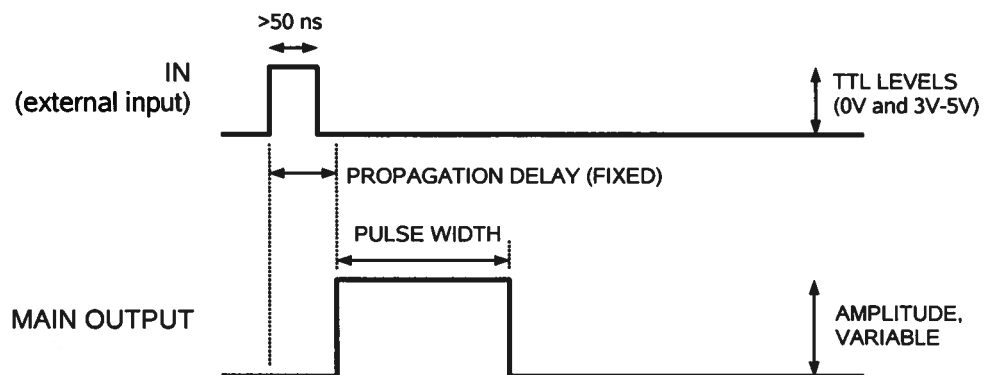 >50 ns
IN
(external input)
TTL LEVELS
(0V and 3V-5V)
PROPAGATION DELAY (FIXED)
PULSE WIDTH
MAIN OUTPUT
AMPLITUDE,
VARIABLE